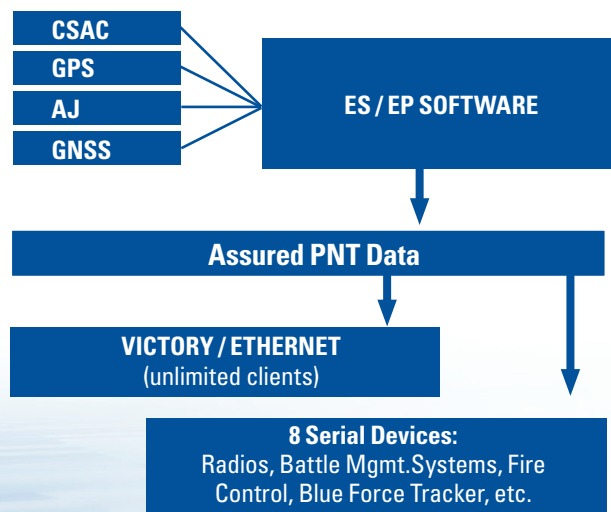 CSAC
GPS
AJ
GNSS
ES / EP SOFTWARE
Assured PNT Data
VICTORY / ETHERNET
(unlimited clients)
8 Serial Devices:
Radios, Battle Mgmt.Systems, Fire
Control, Blue Force Tracker, etc.